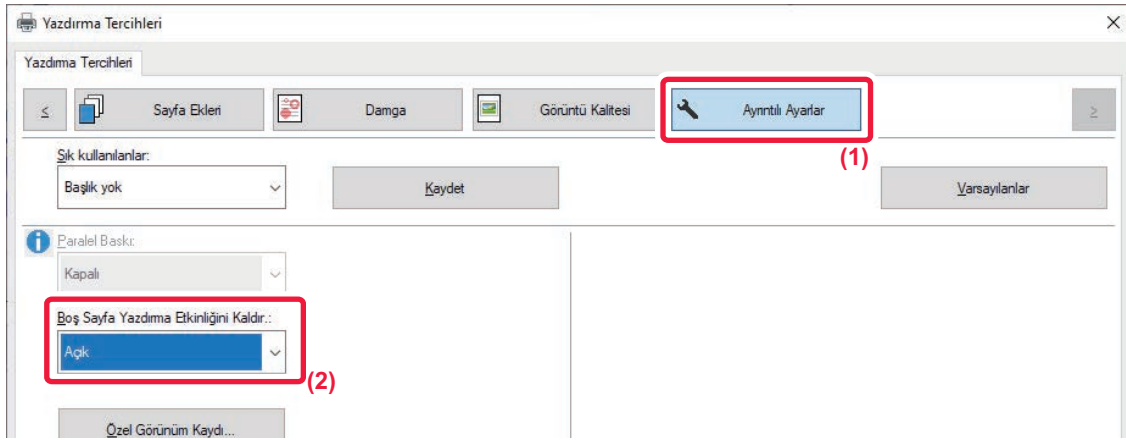 Yazdırma Tercihleri
Yazdırma Tercihleri
< Sayfa Ekleri Damga Görüntü Kalitesi Ayrıntılı Ayarlar >
(1)
Sık kullanılanlar:
Başlık yok Kaydet Varsayılanlar
Paralel Baskı:
Kapalı
Boş Sayfa Yazdırma Etkinliğini Kaldır.:
Açık
(2)
Özel Görünüm Kaydı...